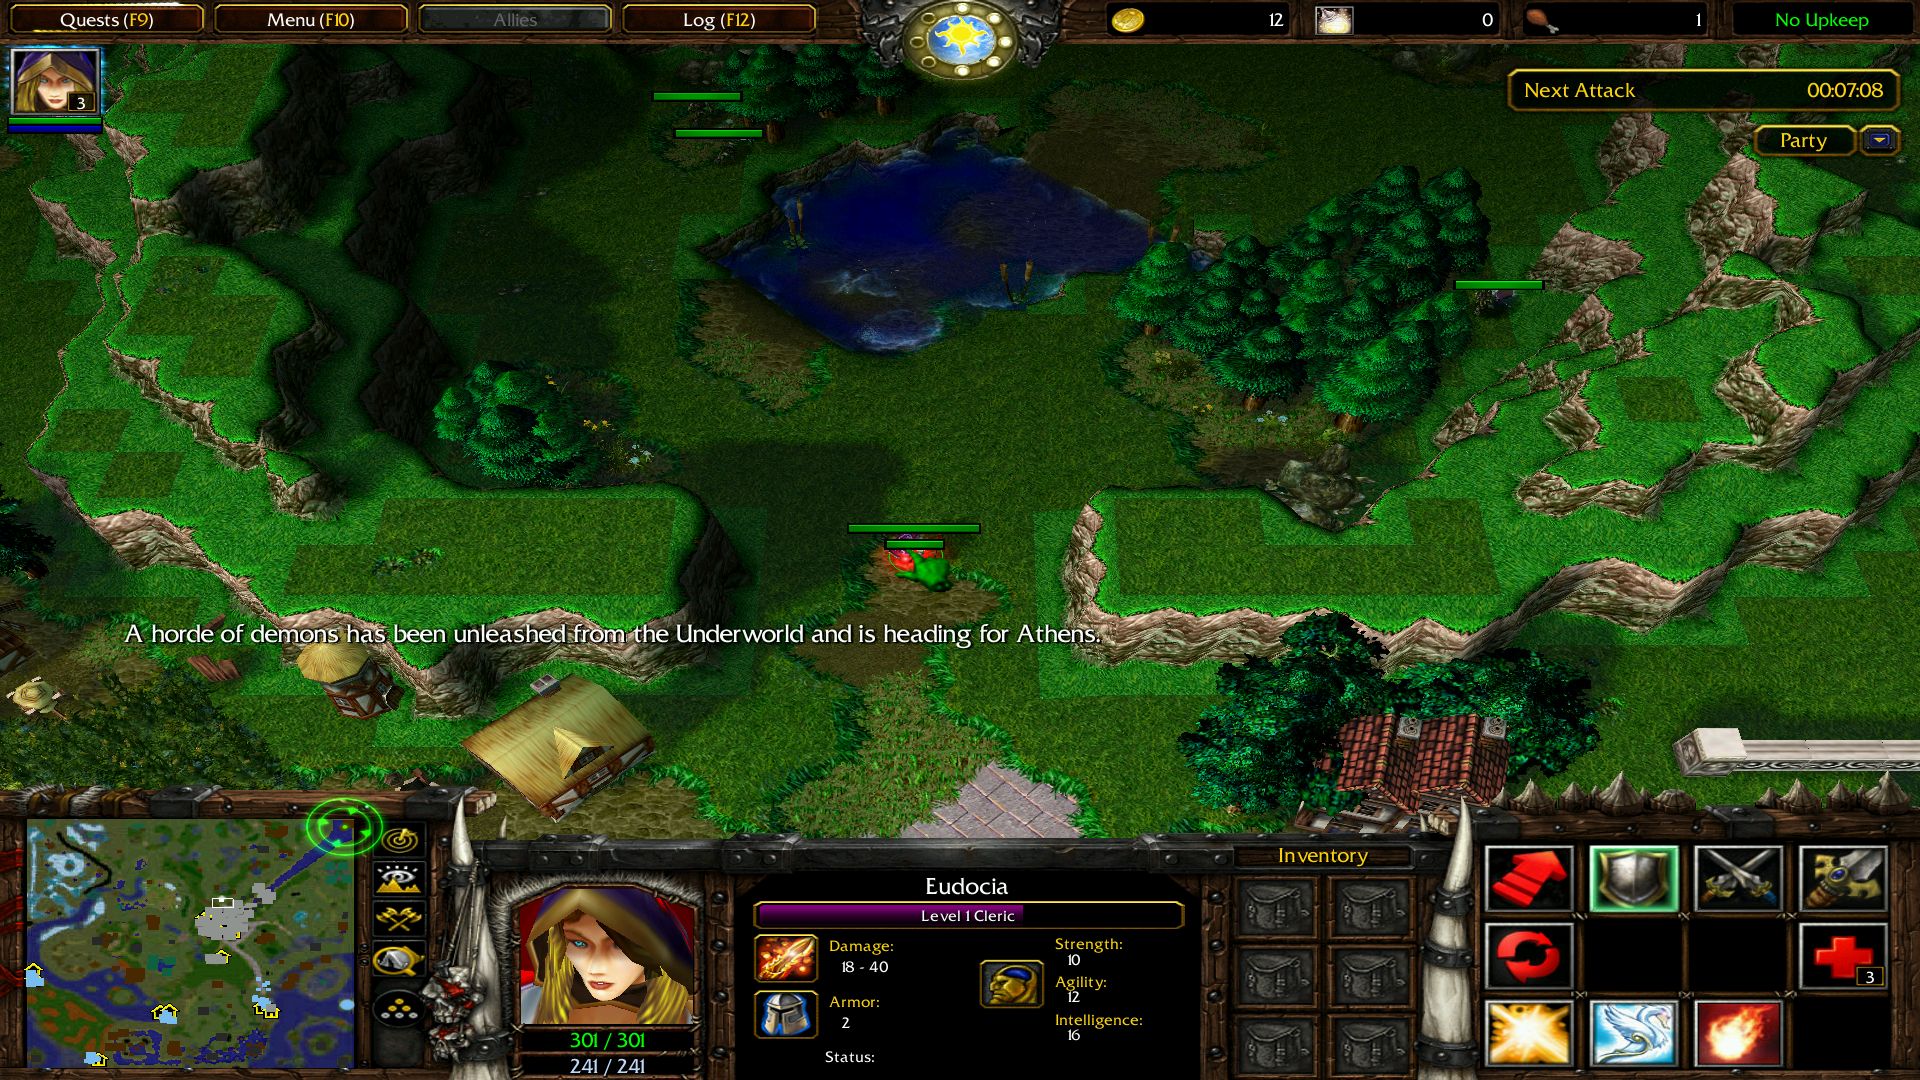 Quests (F9)
Menu (F10)
Allies
Log (F12)
12
0
1
No Upkeep
3
Next Attack 00:07:08
Party
A horde of demons has been unleashed from the Underworld and is heading for Athens.
Eudocia
Level 1 Cleric
Damage:
18 - 40
Armor:
2
Status:
Strength:
10
Agility:
12
Intelligence:
16
301 / 301
241 / 241
Inventory
3